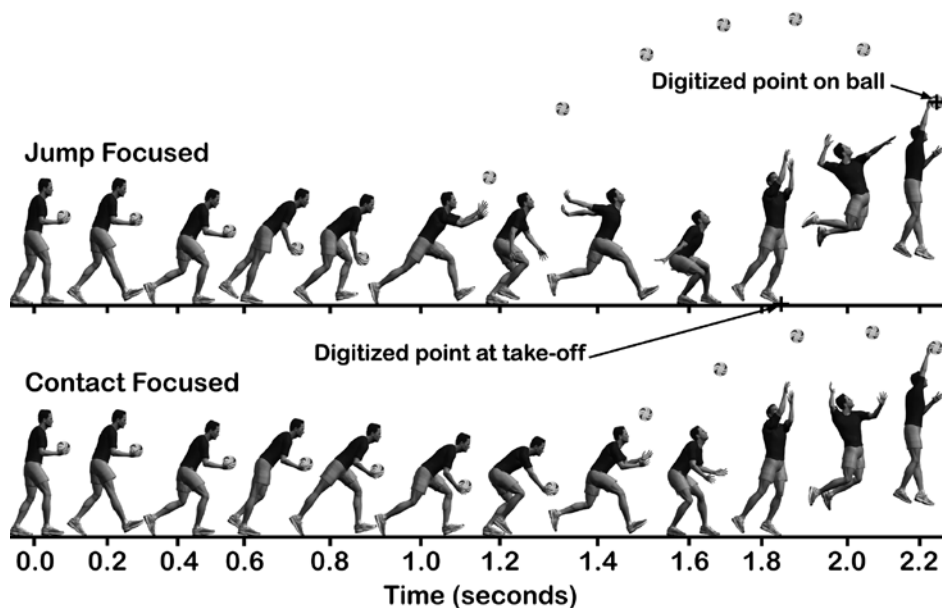 Digitized point on ball
Jump Focused
Digitized point at take-off
Contact Focused
0.0 0.2 0.4 0.6 0.8 1.0 1.2 1.4 1.6 1.8 2.0 2.2
Time (seconds)